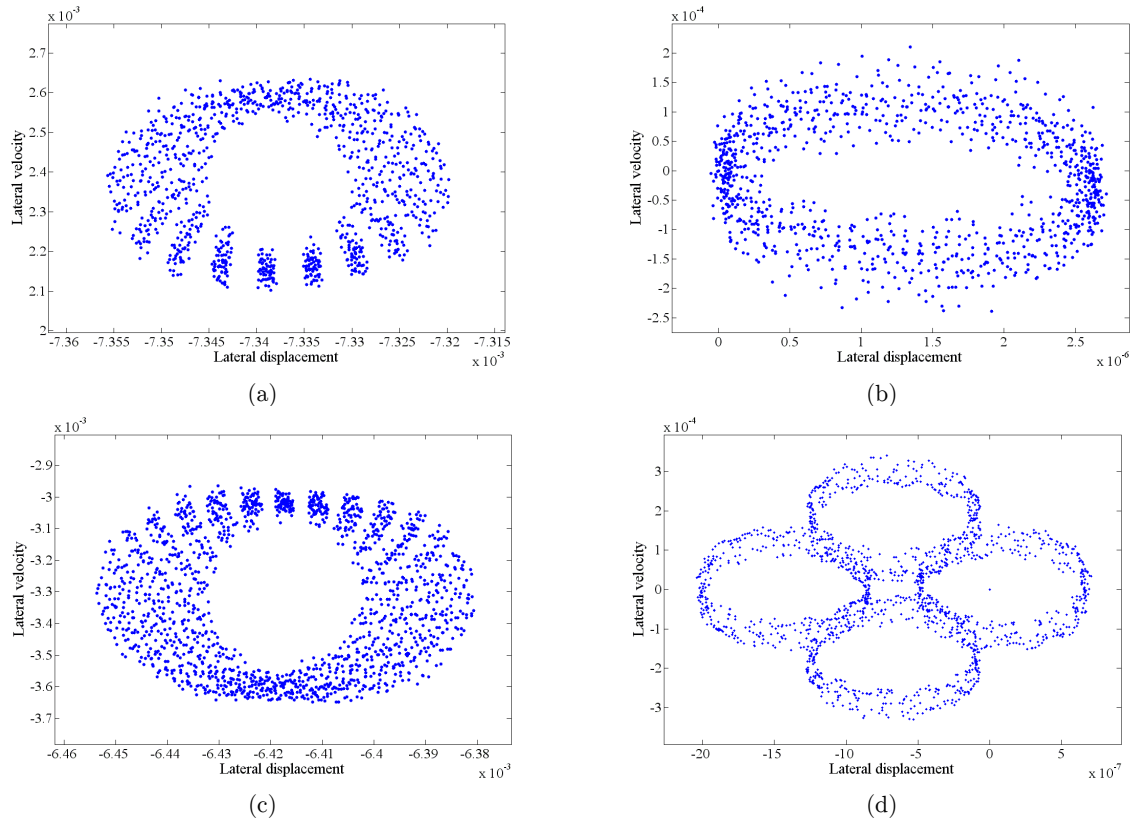 x 10⁻³
2.7
2.6
2.5
2.4
2.3
2.2
2.1
2
Lateral velocity
-7.36 -7.355 -7.35 -7.345 -7.34 -7.335 -7.33 -7.325 -7.32 -7.315
Lateral displacement
x 10⁻³
(a)
x 10⁻⁴
2
1.5
1
0.5
0
-0.5
-1
-1.5
-2
-2.5
Lateral velocity
0 0.5 1 1.5 2 2.5
Lateral displacement
x 10⁻⁶
(b)
x 10⁻³
-2.9
-3
-3.1
-3.2
-3.3
-3.4
-3.5
-3.6
-3.7
Lateral velocity
-6.46 -6.45 -6.44 -6.43 -6.42 -6.41 -6.4 -6.39 -6.38
Lateral displacement
x 10⁻³
(c)
x 10⁻⁴
3
2
1
0
-1
-2
-3
Lateral velocity
-20 -15 -10 -5 0 5
Lateral displacement
x 10⁻⁷
(d)